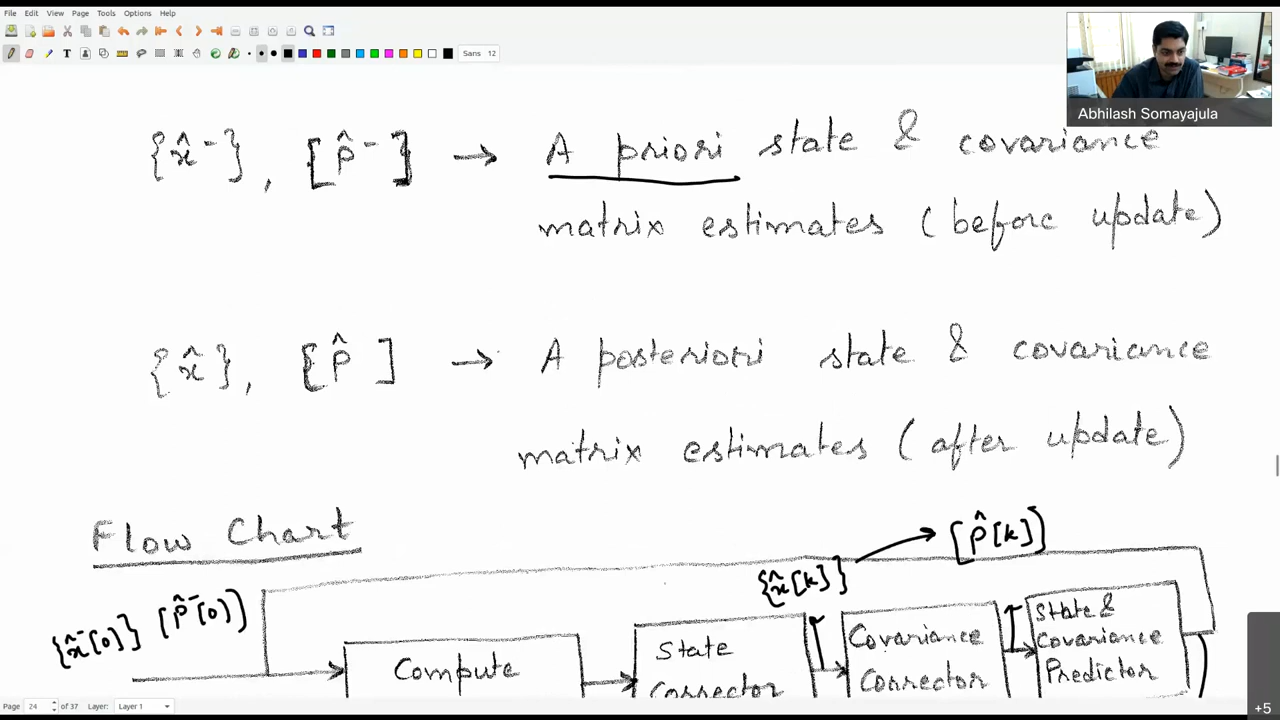 File Edit View Page Tools Options Help
Sans 12
Abhilash Somayajula
{x̂⁻}, [P̂⁻] → A priori state & covariance
matrix estimates (before update)
{x̂}, [P̂] → A posteriori state & covariance
matrix estimates (after update)
Flow Chart
{x̂⁻[0]} [P̂⁻[0]] {x̂[k]} [P̂[k]]
Compute
State
Corrector
Covariance
Corrector
State &
Covariance
Predictor
Page 24 of 37 Layer: Layer 1
+5